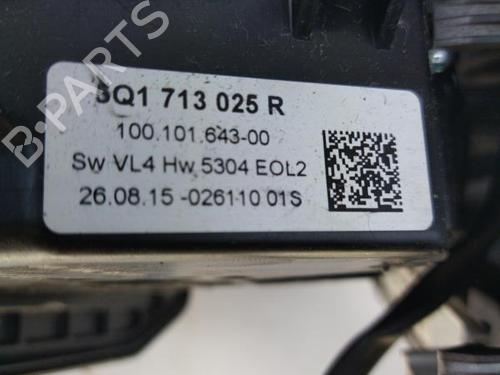 5Q1 713 025 R
100.101.643-00
Sw VL4 Hw 5304 EOL2
26.08.15 -026110 01S
B-PARTS